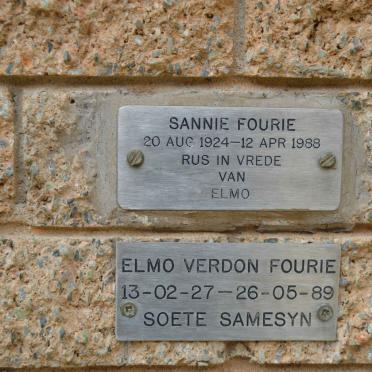 SANNIE FOURIE
20 AUG 1924—12 APR 1988
RUS IN VREDE
VAN
ELMO
ELMO VERDON FOURIE
13-02-27—26-05-89
SOETE SAMESYN